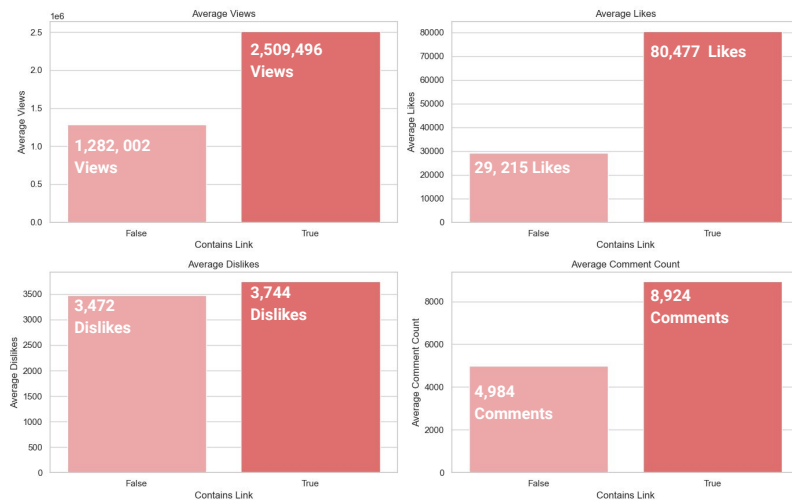 Average Views
1e6
2.5
2.0
1.5
1.0
0.5
0.0
Average Views
2,509,496
Views
1,282, 002
Views
False
True
Contains Link
Average Likes
80000
70000
60000
50000
40000
30000
20000
10000
0
Average Likes
80,477 Likes
29, 215 Likes
False
True
Contains Link
Average Dislikes
3500
3000
2500
2000
1500
1000
500
0
Average Dislikes
3,472
Dislikes
3,744
Dislikes
False
True
Contains Link
Average Comment Count
8000
6000
4000
2000
0
Average Comment Count
8,924
Comments
4,984
Comments
False
True
Contains Link